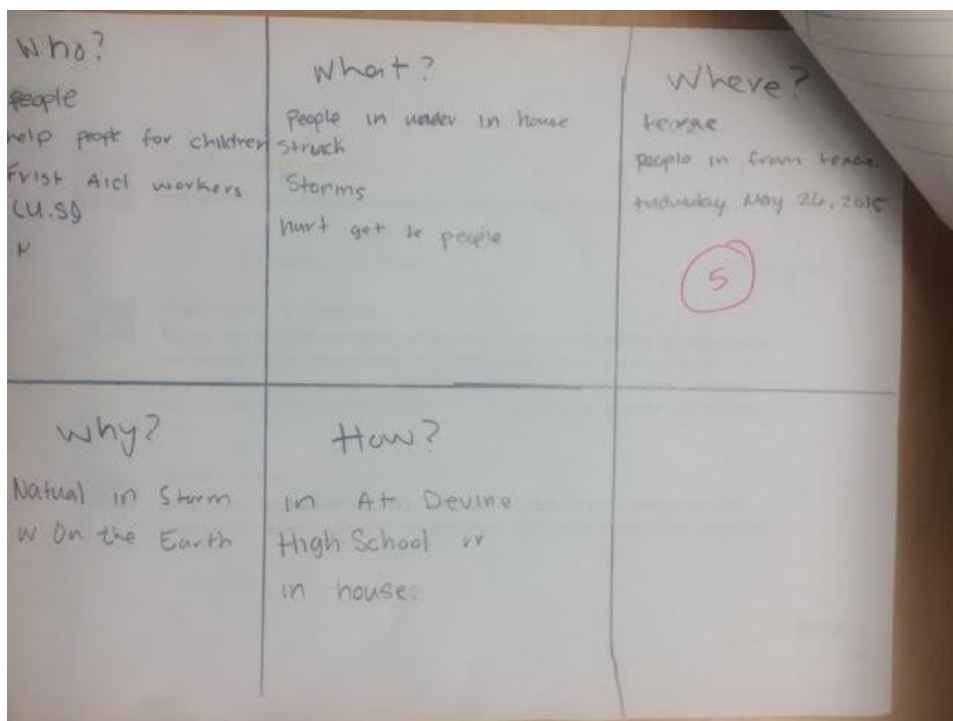 Who?
people
help people for children
Frist Aid workers
(U.S)
N
What?
people in under in house
struck
Storms
hurt get to people
Where?
texae
people in from texas
May 26, 2015
5
Why?
Natual in Storm
W On the Earth
How?
in At Devine
High School or
in house.